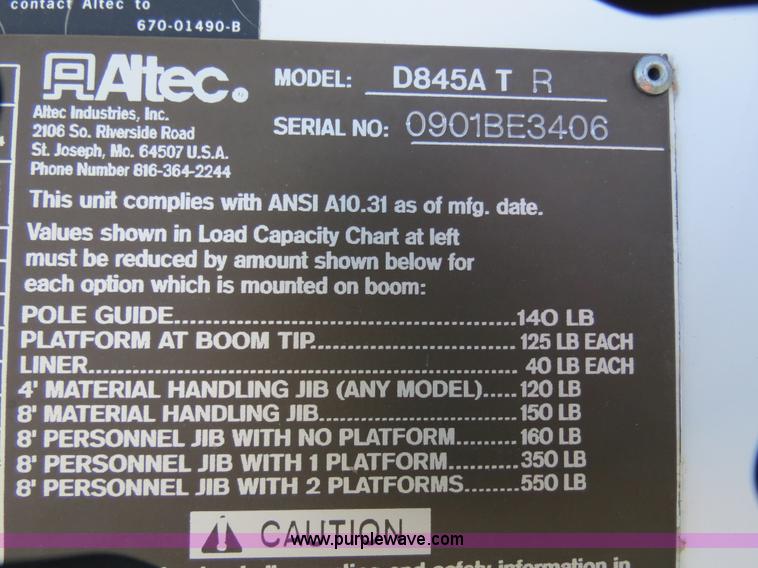 contact Altec to
670-01490-B
Altec®
MODEL: D845A T R
Altec Industries, Inc.
2106 So. Riverside Road
St. Joseph, Mo. 64507 U.S.A.
Phone Number 816-364-2244
SERIAL NO: 0901BE3406
This unit complies with ANSI A10.31 as of mfg. date.
Values shown in Load Capacity Chart at left
must be reduced by amount shown below for
each option which is mounted on boom:
POLE GUIDE..............................................140 LB
PLATFORM AT BOOM TIP...........................125 LB EACH
LINER......................................................... 40 LB EACH
4' MATERIAL HANDLING JIB (ANY MODEL).....120 LB
8' MATERIAL HANDLING JIB..........................150 LB
8' PERSONNEL JIB WITH NO PLATFORM.........160 LB
8' PERSONNEL JIB WITH 1 PLATFORM..........350 LB
8' PERSONNEL JIB WITH 2 PLATFORMS........550 LB
CAUTION
www.purplewave.com
and safety information in